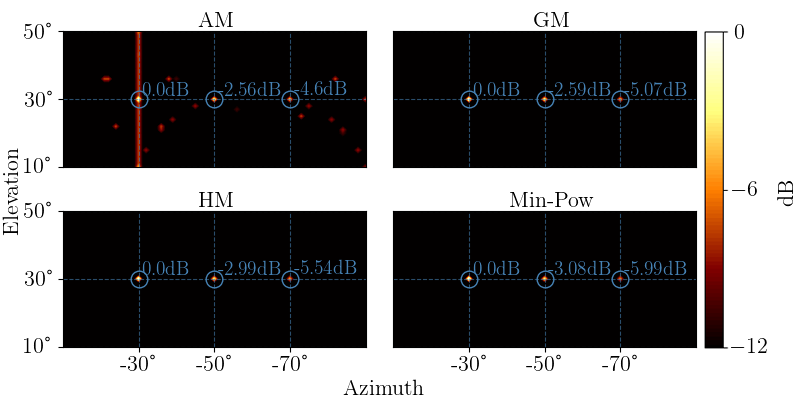 AM
GM
50°
30°
10°
0.0dB
-2.56dB
-4.6dB
0.0dB
-2.59dB
-5.07dB
0
−6
−12
dB
Elevation
HM
Min-Pow
50°
30°
10°
0.0dB
-2.99dB
-5.54dB
0.0dB
-3.08dB
-5.99dB
-30°
-50°
-70°
-30°
-50°
-70°
Azimuth